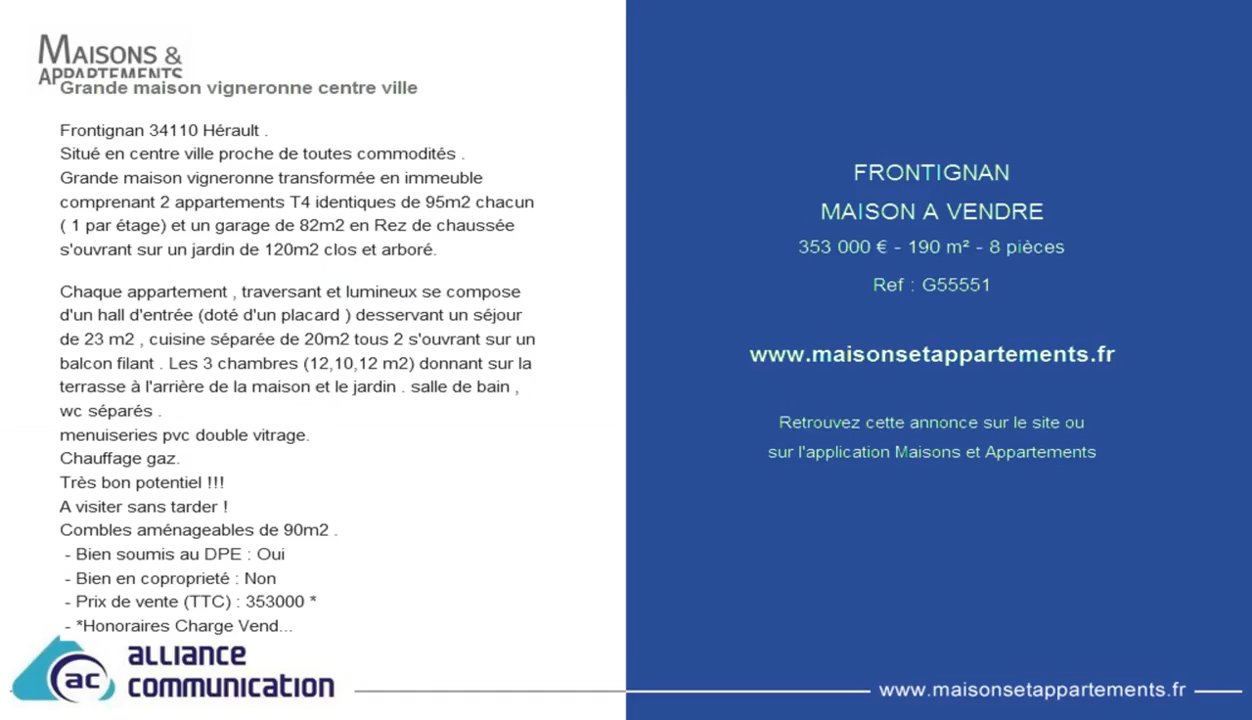 MAISONS &
APPARTEMENTS
Grande maison vigneronne centre ville
Frontignan 34110 Hérault .
Situé en centre ville proche de toutes commodités .
Grande maison vigneronne transformée en immeuble
comprenant 2 appartements T4 identiques de 95m2 chacun
( 1 par étage) et un garage de 82m2 en Rez de chaussée
s'ouvrant sur un jardin de 120m2 clos et arboré.
Chaque appartement , traversant et lumineux se compose
d'un hall d'entrée (doté d'un placard ) desservant un séjour
de 23 m2 , cuisine séparée de 20m2 tous 2 s'ouvrant sur un
balcon filant . Les 3 chambres (12,10,12 m2) donnant sur la
terrasse à l'arrière de la maison et le jardin . salle de bain ,
wc séparés .
menuiseries pvc double vitrage.
Chauffage gaz.
Très bon potentiel !!!
A visiter sans tarder !
Combles aménageables de 90m2 .
- Bien soumis au DPE : Oui
- Bien en coproprieté : Non
- Prix de vente (TTC) : 353000 *
- *Honoraires Charge Vend...
ac alliance
communication
FRONTIGNAN
MAISON A VENDRE
353 000 € - 190 m² - 8 pièces
Ref : G55551
www.maisonsetappartements.fr
Retrouvez cette annonce sur le site ou
sur l'application Maisons et Appartements
www.maisonsetappartements.fr